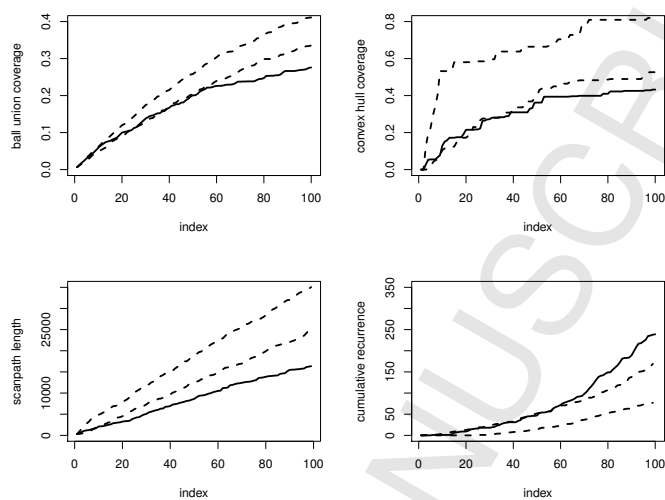 ball union coverage
0.0 0.1 0.2 0.3 0.4
0 20 40 60 80 100
index
convex hull coverage
0.0 0.2 0.4 0.6 0.8
0 20 40 60 80 100
index
scanpath length
0 10000 25000
0 20 40 60 80 100
index
cumulative recurrence
0 50 150 250 350
0 20 40 60 80 100
index
NUSCRI